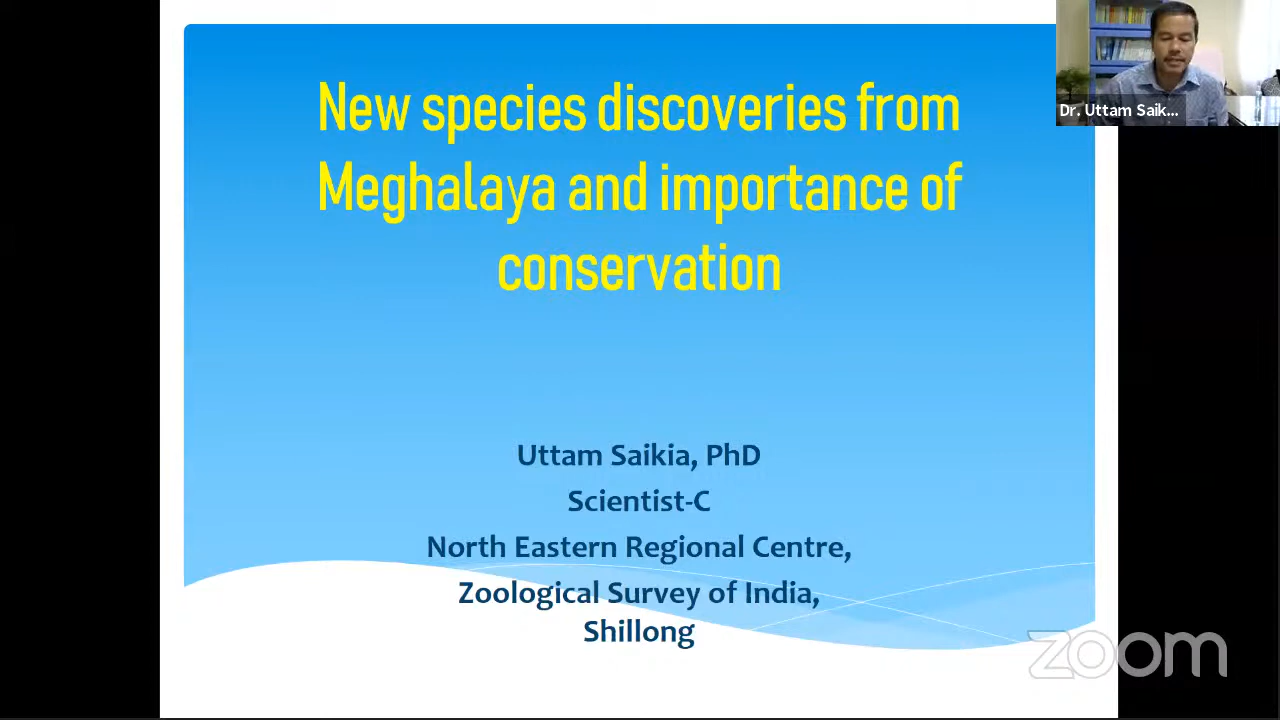 New species discoveries from
Meghalaya and importance of
conservation
Dr. Uttam Saik...
Uttam Saikia, PhD
Scientist-C
North Eastern Regional Centre,
Zoological Survey of India,
Shillong
zoom